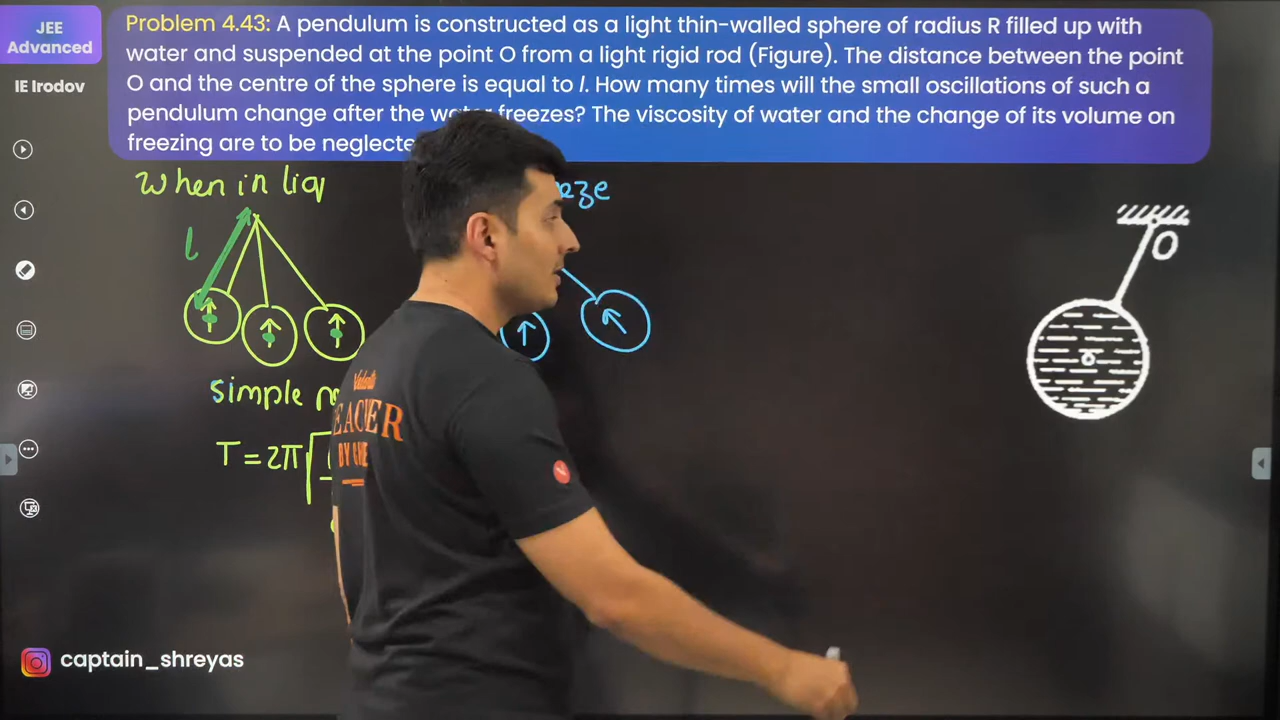 JEE
Advanced
IE Irodov
Problem 4.43: A pendulum is constructed as a light thin-walled sphere of radius R filled up with
water and suspended at the point O from a light rigid rod (Figure). The distance between the point
O and the centre of the sphere is equal to l. How many times will the small oscillations of such a
pendulum change after the water freezes? The viscosity of water and the change of its volume on
freezing are to be neglecte
When in liq
l
simple
T = 2π
O
BY
captain_shreyas